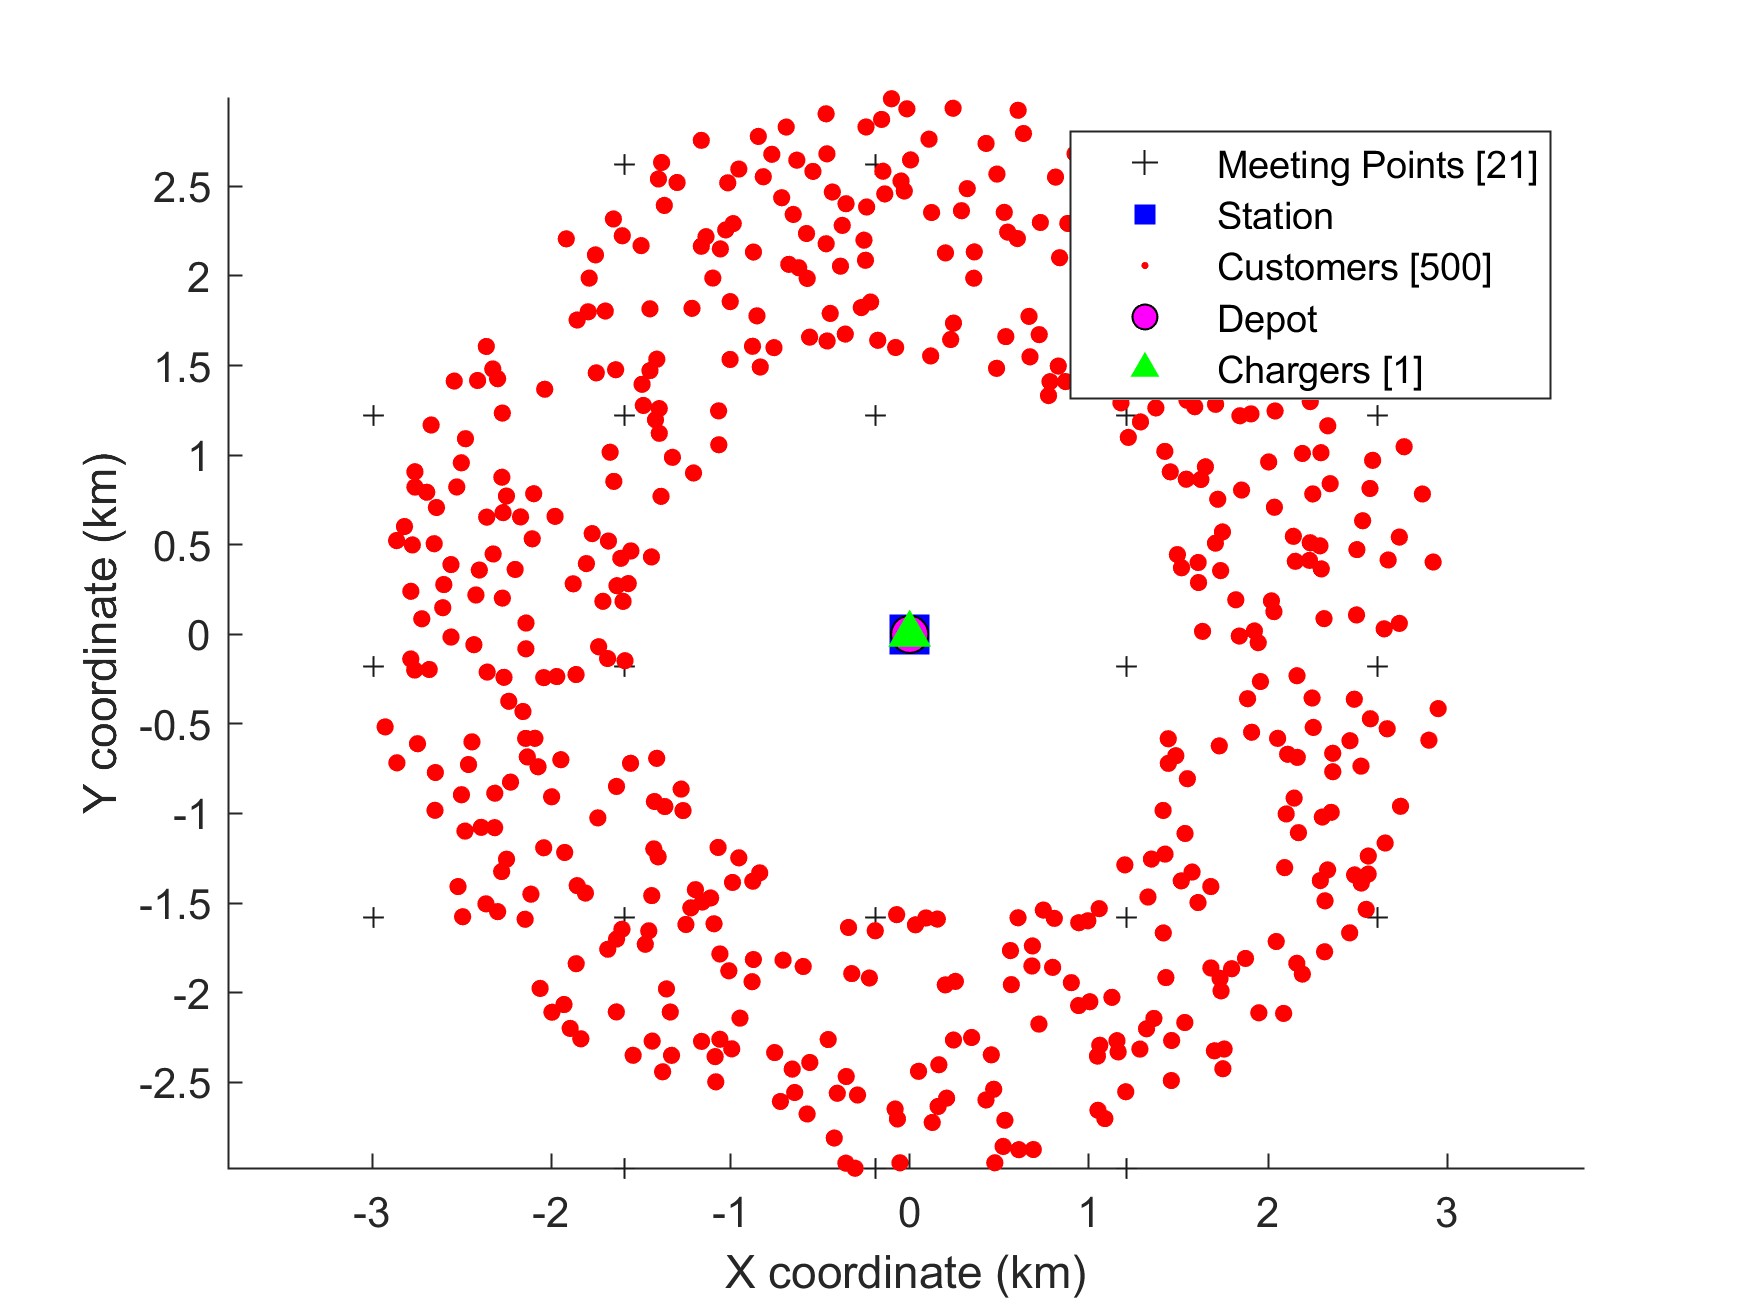 Meeting Points [21]
Station
Customers [500]
Depot
Chargers [1]
2.5
2
1.5
1
0.5
0
-0.5
-1
-1.5
-2
-2.5
Y coordinate (km)
-3 -2 -1 0 1 2 3
X coordinate (km)